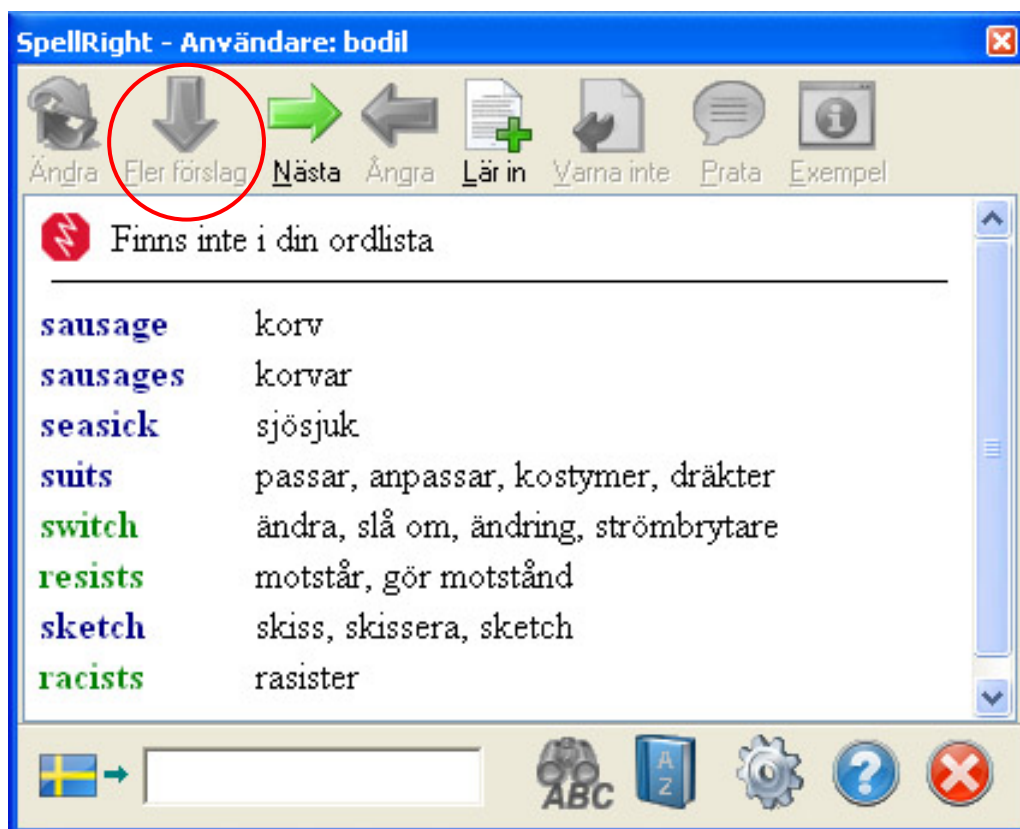 SpellRight - Användare: bodil
Ändra Fler förslag Nästa Ångra Lär in Varna inte Prata Exempel
Finns inte i din ordlista
sausage korv
sausages korvar
seasick sjösjuk
suits passar, anpassar, kostymer, dräkter
switch ändra, slå om, ändring, strömbrytare
resists motstår, gör motstånd
sketch skiss, skissera, sketch
racists rasister
ABC A Z